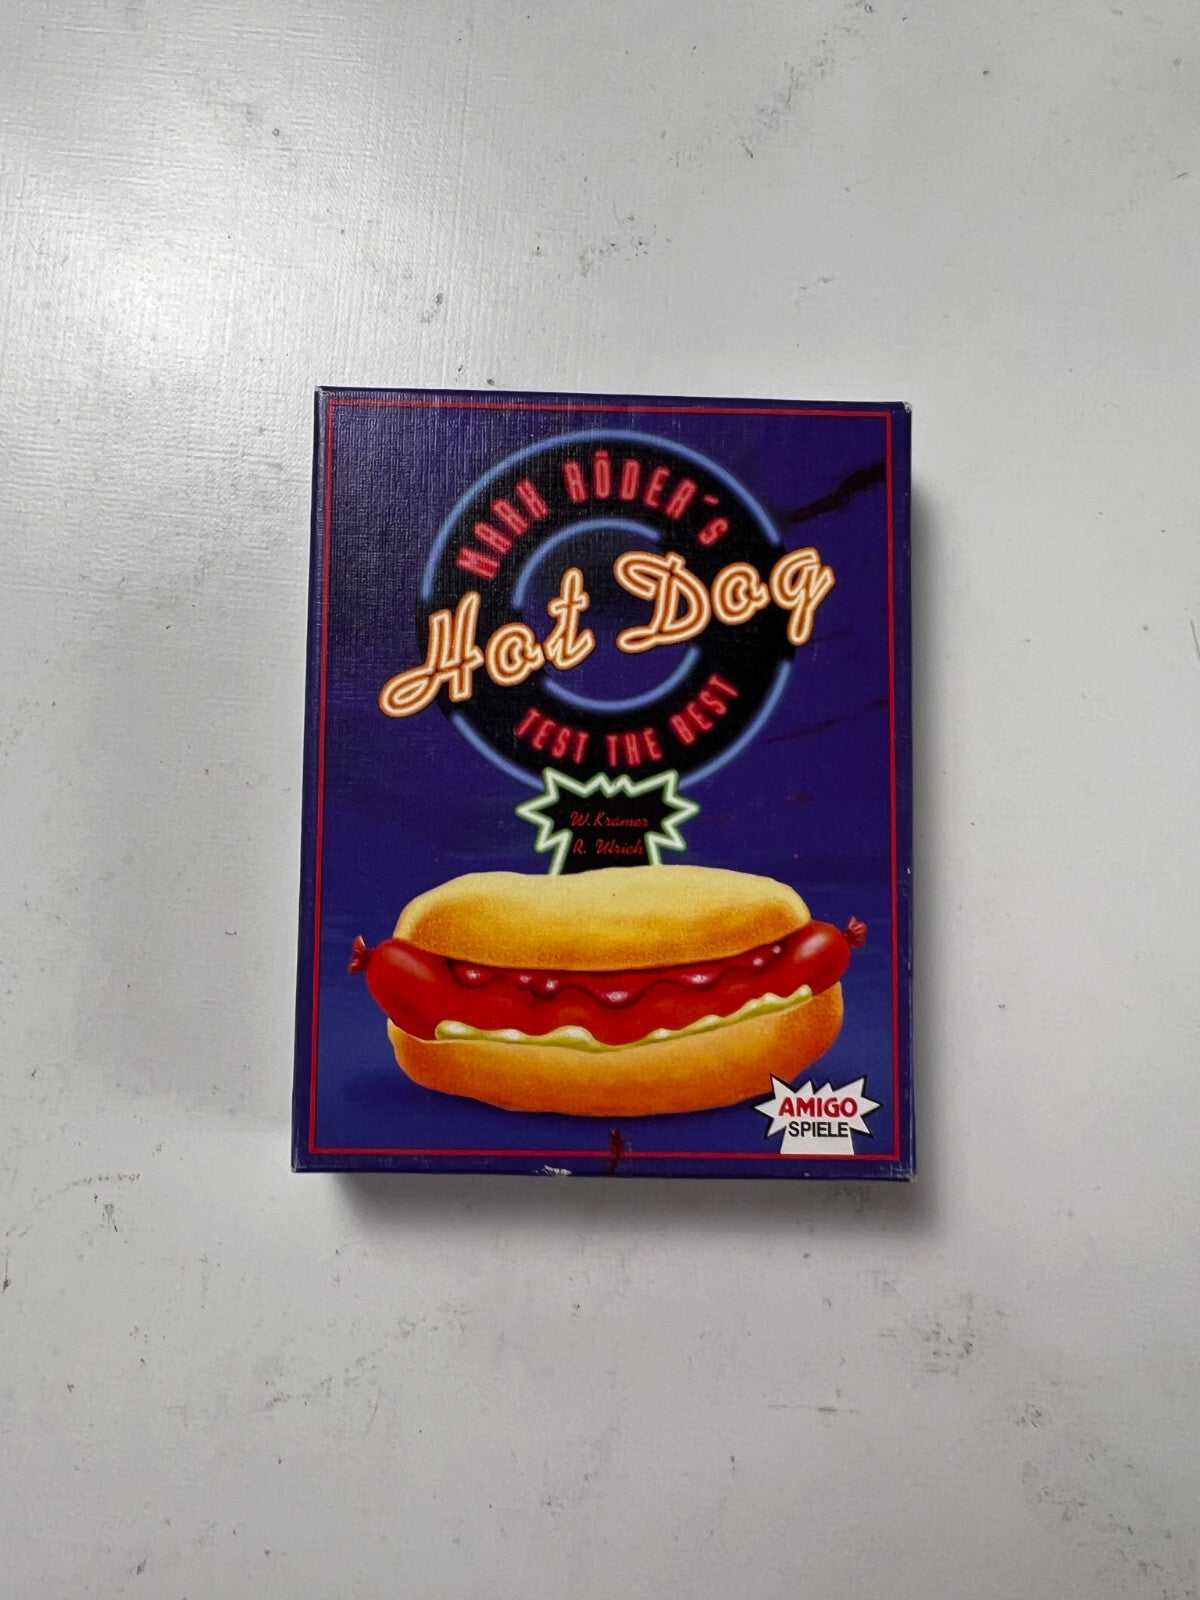 MARK RÖDER´S
Hot Dog
TEST THE BEST
W. Kramer
R. Ulrich
AMIGO
SPIELE